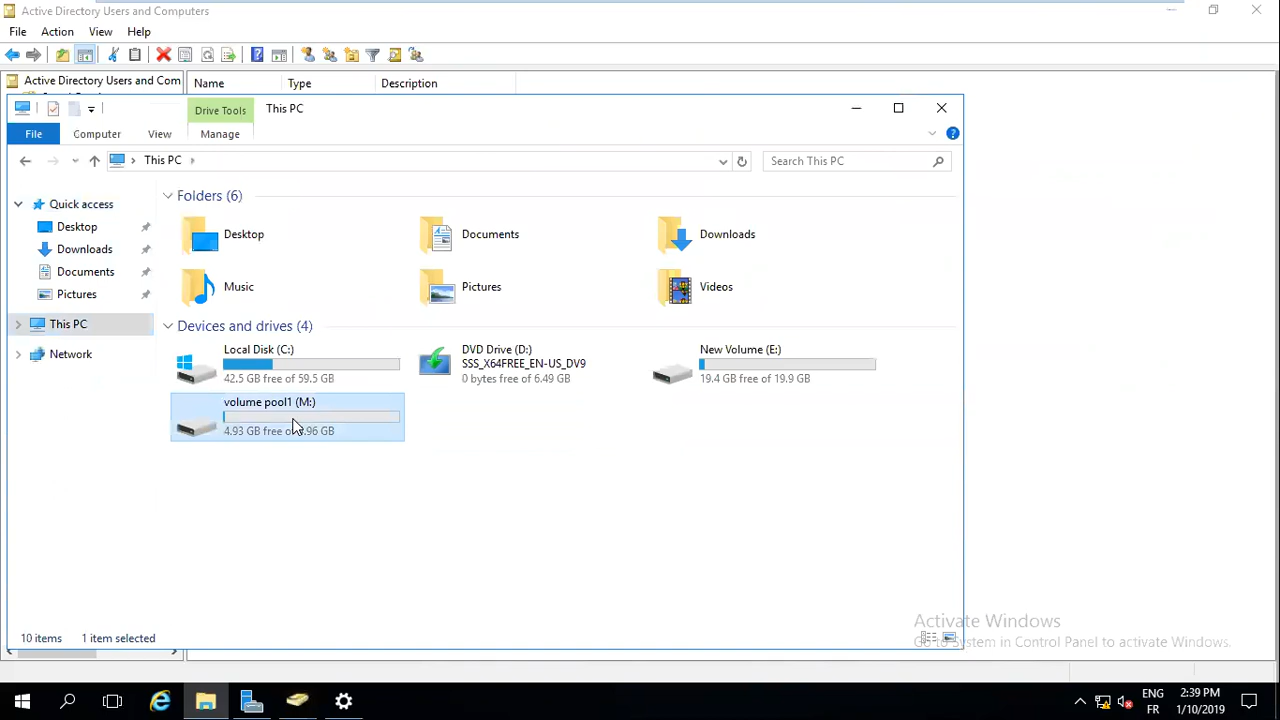 Active Directory Users and Computers
File Action View Help
Active Directory Users and Com
Name Type Description
Drive Tools This PC
File Computer View Manage
This PC
Search This PC
Quick access
Desktop
Downloads
Documents
Pictures
This PC
Network
Folders (6)
Desktop Documents Downloads
Music Pictures Videos
Devices and drives (4)
Local Disk (C:)
42.5 GB free of 59.5 GB
DVD Drive (D:)
SSS_X64FREE_EN-US_DV9
0 bytes free of 6.49 GB
New Volume (E:)
19.4 GB free of 19.9 GB
volume pool1 (M:)
4.93 GB free .96 GB
10 items 1 item selected
Activate Windows
Go to System in Control Panel to activate Windows.
ENG
FR
2:39 PM
1/10/2019